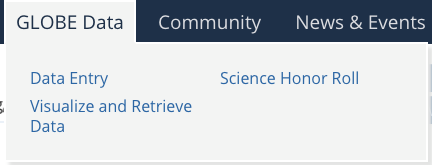 GLOBE Data Community News & Events
Data Entry Science Honor Roll
Visualize and Retrieve
Data